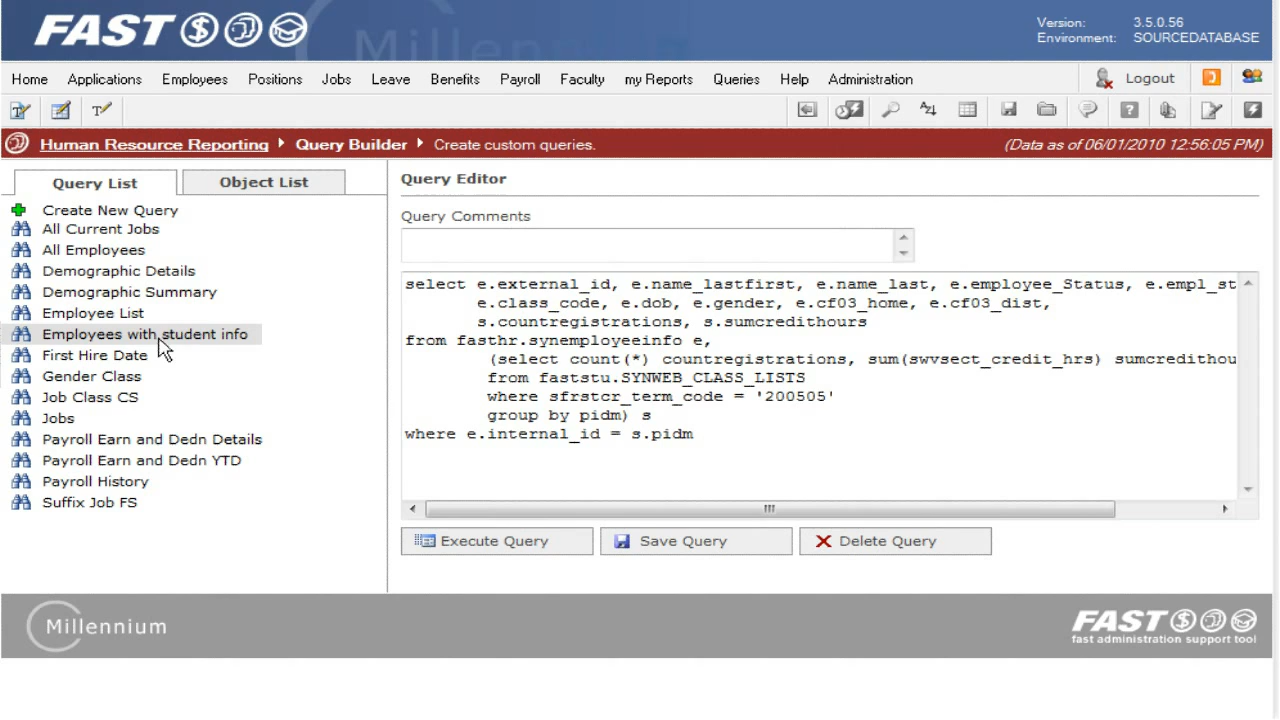 FAST
Millenn
Version: 3.5.0.56
Environment: SOURCEDATABASE
Home Applications Employees Positions Jobs Leave Benefits Payroll Faculty my Reports Queries Help Administration Logout
Human Resource Reporting Query Builder Create custom queries. (Data as of 06/01/2010 12:56:05 PM)
Query List Object List
Create New Query
All Current Jobs
All Employees
Demographic Details
Demographic Summary
Employee List
Employees with student info
First Hire Date
Gender Class
Job Class CS
Jobs
Payroll Earn and Dedn Details
Payroll Earn and Dedn YTD
Payroll History
Suffix Job FS
Query Editor
Query Comments
select e.external_id, e.name_lastfirst, e.name_last, e.employee_Status, e.empl_st
e.class_code, e.dob, e.gender, e.cf03_home, e.cf03_dist,
s.countregistrations, s.sumcredithours
from fasthr.synemployeeinfo e,
(select count(*) countregistrations, sum(swvsect_credit_hrs) sumcredithou
from faststu.SYNWEB_CLASS_LISTS
where sfrstcr_term_code = '200505'
group by pidm) s
where e.internal_id = s.pidm
Execute Query Save Query Delete Query
Millennium
FAST
fast administration support tool